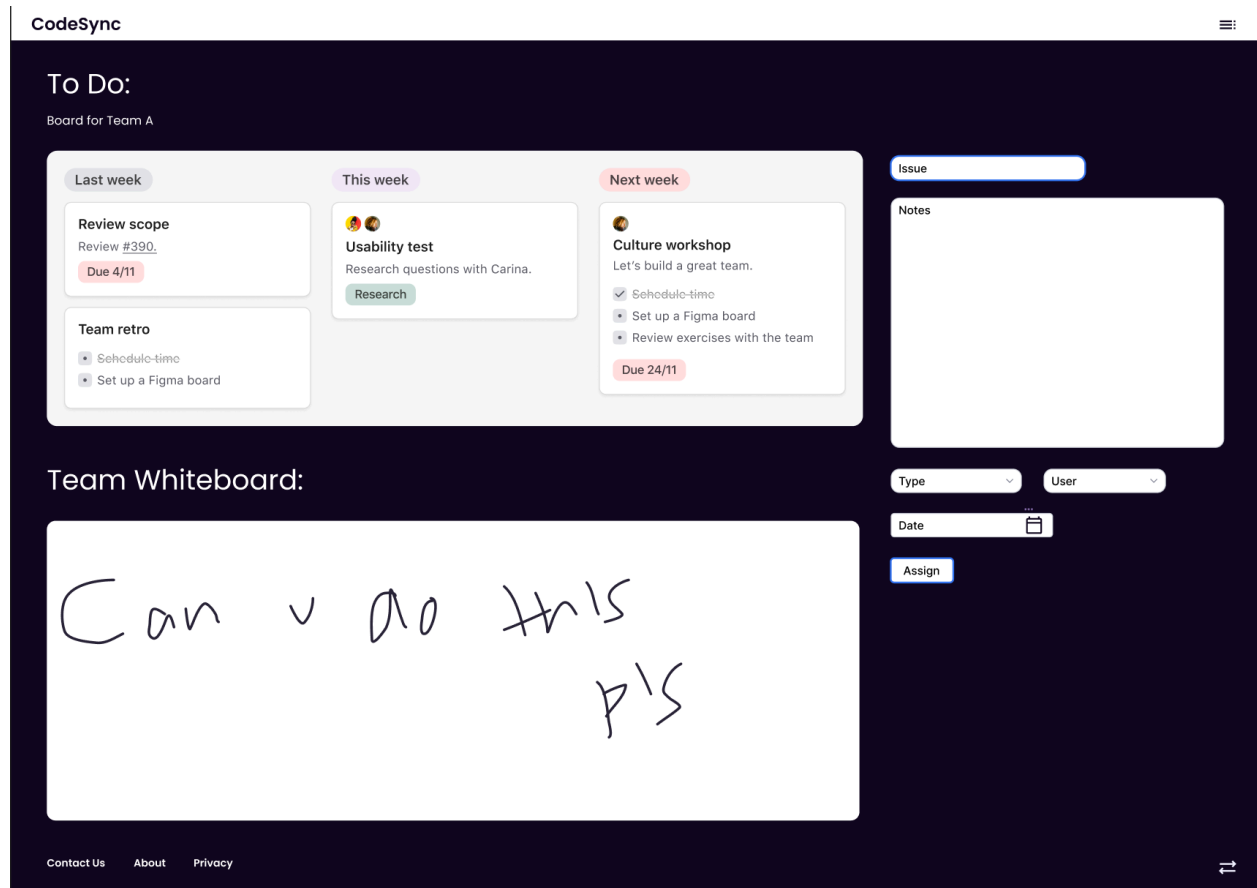 CodeSync
To Do:
Board for Team A
Last week
Review scope
Review #390.
Due 4/11
Team retro
Schedule time
Set up a Figma board
This week
Usability test
Research questions with Carina.
Research
Next week
Culture workshop
Let's build a great team.
Schedule time
Set up a Figma board
Review exercises with the team
Due 24/11
Issue
Notes
Type
User
Date
Assign
Team Whiteboard:
Can u do this
pls
Contact Us About Privacy